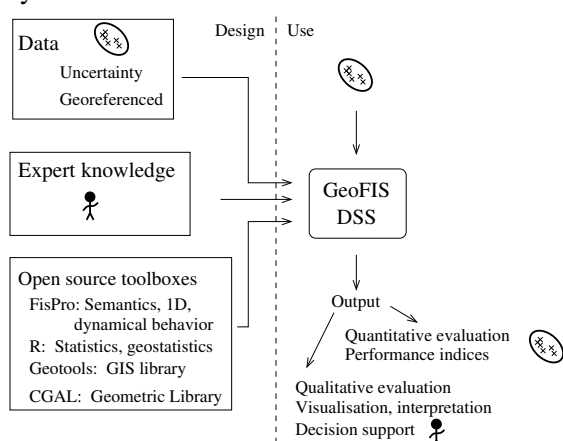 Design
Use
Data
Uncertainty
Georeferenced
Expert knowledge
GeoFIS
DSS
Open source toolboxes
FisPro: Semantics, 1D,
dynamical behavior
R: Statistics, geostatistics
Geotools: GIS library
CGAL: Geometric Library
Output
Quantitative evaluation
Performance indices
Qualitative evaluation
Visualisation, interpretation
Decision support